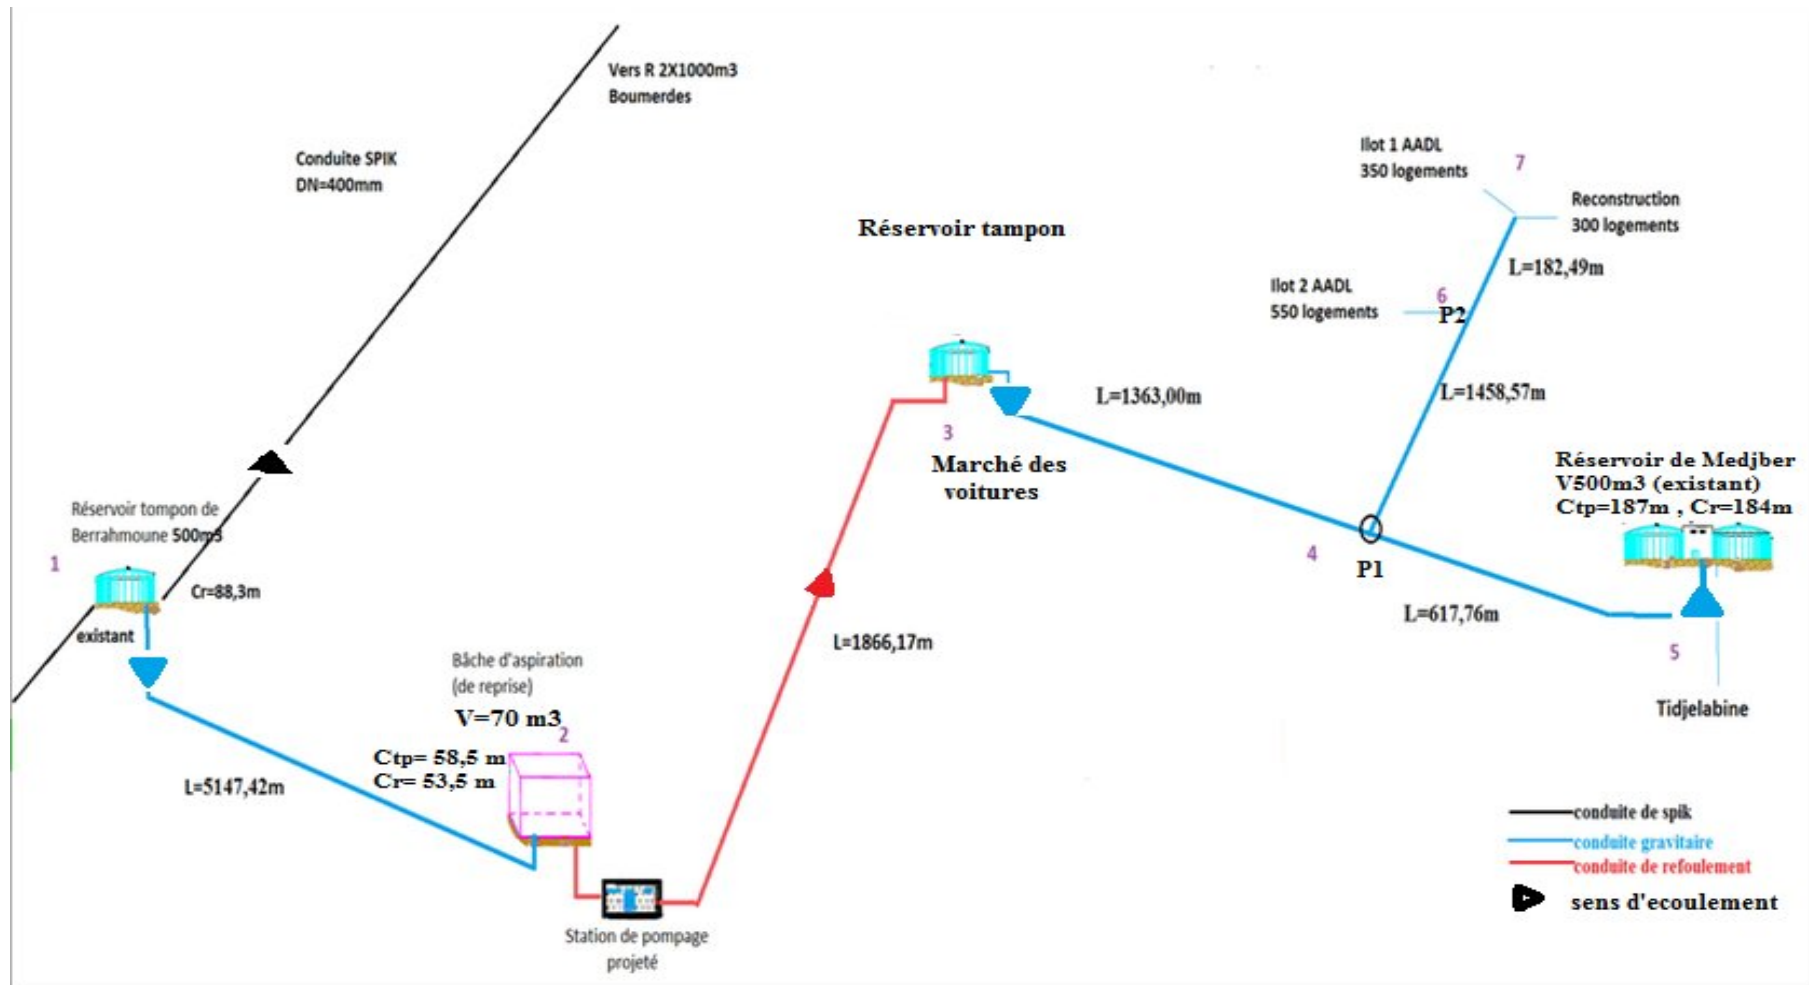 Vers R 2X1000m3
Boumerdes
Conduite SPIK
DN=400mm
Ilot 1 AADL
350 logements
7
Reconstruction
300 logements
Réservoir tampon
L=182,49m
Ilot 2 AADL
550 logements
6
P2
L=1363,00m
L=1458,57m
3
Marché des
voitures
Réservoir de Medjber
V500m3 (existant)
Ctp=187m , Cr=184m
Réservoir tompon de
Berrahmoune 500m3
1
Cr=88,3m
existant
4
P1
L=617,76m
5
Tidjelabine
L=1866,17m
Bâche d'aspiration
(de reprise)
V=70 m3
2
Ctp= 58,5 m
Cr= 53,5 m
L=5147,42m
Station de pompage
projeté
conduite de spik
conduite gravitaire
conduite de refoulement
sens d'ecoulement